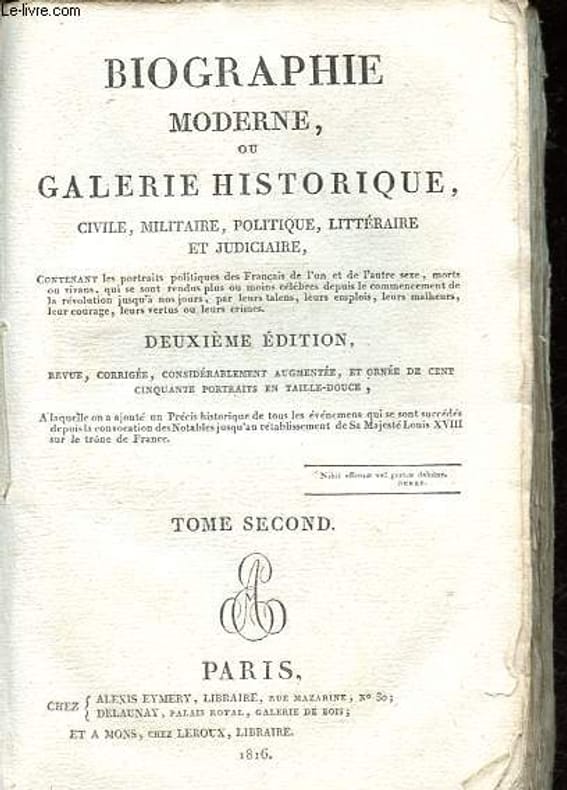 Le-livre.com
BIOGRAPHIE
MODERNE,
OU
GALERIE HISTORIQUE,
CIVILE, MILITAIRE, POLITIQUE, LITTÉRAIRE
ET JUDICIAIRE,
CONTENANT les portraits politiques des Français de l'un et de l'autre sexe, morts
ou vivans, qui se sont rendus plus ou moins célèbres depuis le commencement de
la révolution jusqu'à nos jours, par leurs talens, leurs emplois, leurs malheurs,
leur courage, leurs vertus ou leurs crimes.
DEUXIÈME ÉDITION,
REVUE, CORRIGÉE, CONSIDÉRABLEMENT AUGMENTÉE, ET ORNÉE DE CENT
CINQUANTE PORTRAITS EN TAILLE-DOUCE,
A laquelle on a ajouté un Précis historique de tous les événemens qui se sont succédés
depuis la convocation des Notables jusqu'au rétablissement de Sa Majesté Louis XVIII
sur le trône de France.
TOME SECOND.
PARIS,
CHEZ { ALEXIS EYMERY, LIBRAIRE, RUE MAZARINE, No 30;
DELAUNAY, PALAIS ROYAL, GALERIE DE BOIS;
ET A MONS, CHEZ LEROUX, LIBRAIRE.
1816.